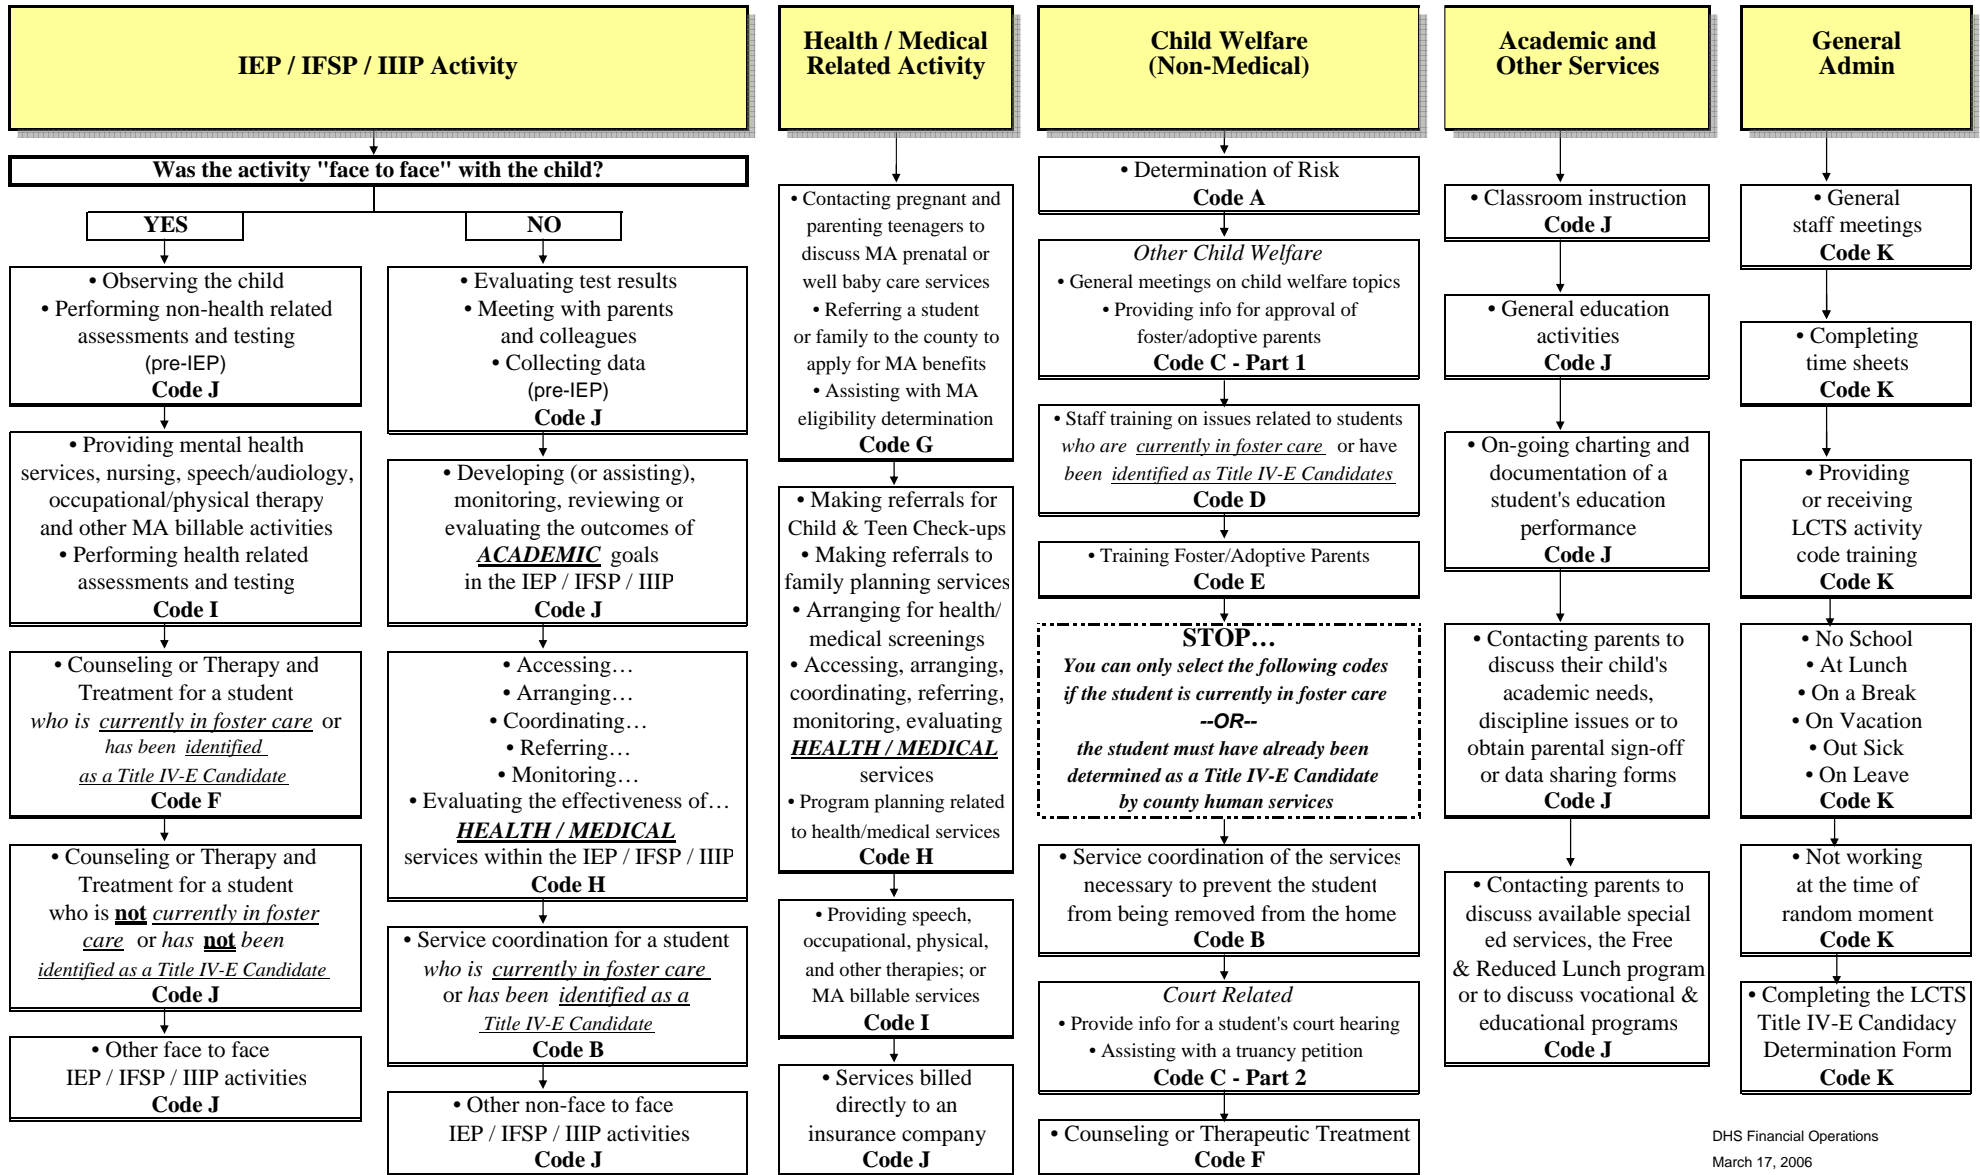 IEP / IFSP / IIIP Activity
Was the activity "face to face" with the child?
YES
• Observing the child
• Performing non-health related
assessments and testing
(pre-IEP)
Code J
• Providing mental health
services, nursing, speech/audiology,
occupational/physical therapy
and other MA billable activities
• Performing health related
assessments and testing
Code I
• Counseling or Therapy and
Treatment for a student
who is currently in foster care or
has been identified
as a Title IV-E Candidate
Code F
• Counseling or Therapy and
Treatment for a student
who is not currently in foster
care or has not been
identified as a Title IV-E Candidate
Code J
• Other face to face
IEP / IFSP / IIIP activities
Code J
NO
• Evaluating test results
• Meeting with parents
and colleagues
• Collecting data
(pre-IEP)
Code J
• Developing (or assisting),
monitoring, reviewing or
evaluating the outcomes of
ACADEMIC goals
in the IEP / IFSP / IIIP
Code J
• Accessing…
• Arranging…
• Coordinating…
• Referring…
• Monitoring…
• Evaluating the effectiveness of…
HEALTH / MEDICAL
services within the IEP / IFSP / IIIP
Code H
• Service coordination for a student
who is currently in foster care
or has been identified as a
Title IV-E Candidate
Code B
• Other non-face to face
IEP / IFSP / IIIP activities
Code J
Health / Medical
Related Activity
• Contacting pregnant and
parenting teenagers to
discuss MA prenatal or
well baby care services
• Referring a student
or family to the county to
apply for MA benefits
• Assisting with MA
eligibility determination
Code G
• Making referrals for
Child & Teen Check-ups
• Making referrals to
family planning services
• Arranging for health/
medical screenings
• Accessing, arranging,
coordinating, referring,
monitoring, evaluating
HEALTH / MEDICAL
services
• Program planning related
to health/medical services
Code H
• Providing speech,
occupational, physical,
and other therapies; or
MA billable services
Code I
• Services billed
directly to an
insurance company
Code J
Child Welfare
(Non-Medical)
• Determination of Risk
Code A
Other Child Welfare
• General meetings on child welfare topics
• Providing info for approval of
foster/adoptive parents
Code C - Part 1
• Staff training on issues related to students
who are currently in foster care or have
been identified as Title IV-E Candidates
Code D
• Training Foster/Adoptive Parents
Code E
STOP…
You can only select the following codes
if the student is currently in foster care
--OR--
the student must have already been
determined as a Title IV-E Candidate
by county human services
• Service coordination of the services
necessary to prevent the student
from being removed from the home
Code B
Court Related
• Provide info for a student's court hearing
• Assisting with a truancy petition
Code C - Part 2
• Counseling or Therapeutic Treatment
Code F
Academic and
Other Services
• Classroom instruction
Code J
• General education
activities
Code J
• On-going charting and
documentation of a
student's education
performance
Code J
• Contacting parents to
discuss their child's
academic needs,
discipline issues or to
obtain parental sign-off
or data sharing forms
Code J
• Contacting parents to
discuss available special
ed services, the Free
& Reduced Lunch program
or to discuss vocational &
educational programs
Code J
General
Admin
• General
staff meetings
Code K
• Completing
time sheets
Code K
• Providing
or receiving
LCTS activity
code training
Code K
• No School
• At Lunch
• On a Break
• On Vacation
• Out Sick
• On Leave
Code K
• Not working
at the time of
random moment
Code K
• Completing the LCTS
Title IV-E Candidacy
Determination Form
Code K
DHS Financial Operations
March 17, 2006